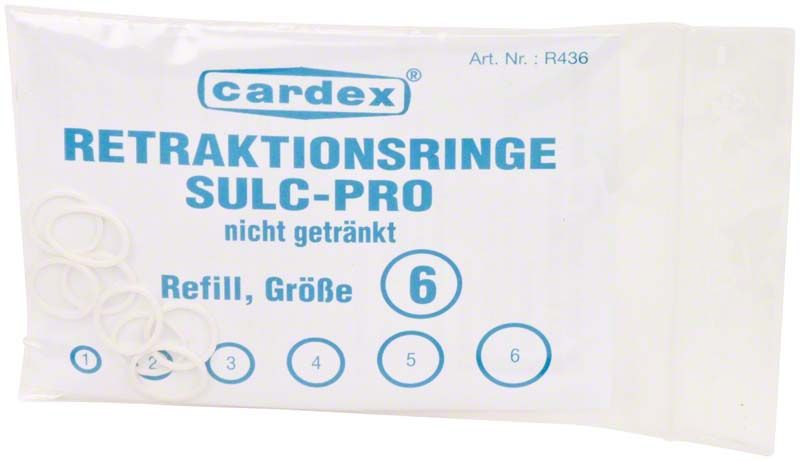 Art. Nr. : R436
cardex®
RETRAKTIONSRINGE
SULC-PRO
nicht getränkt
Refill, Größe 6
1 2 3 4 5 6